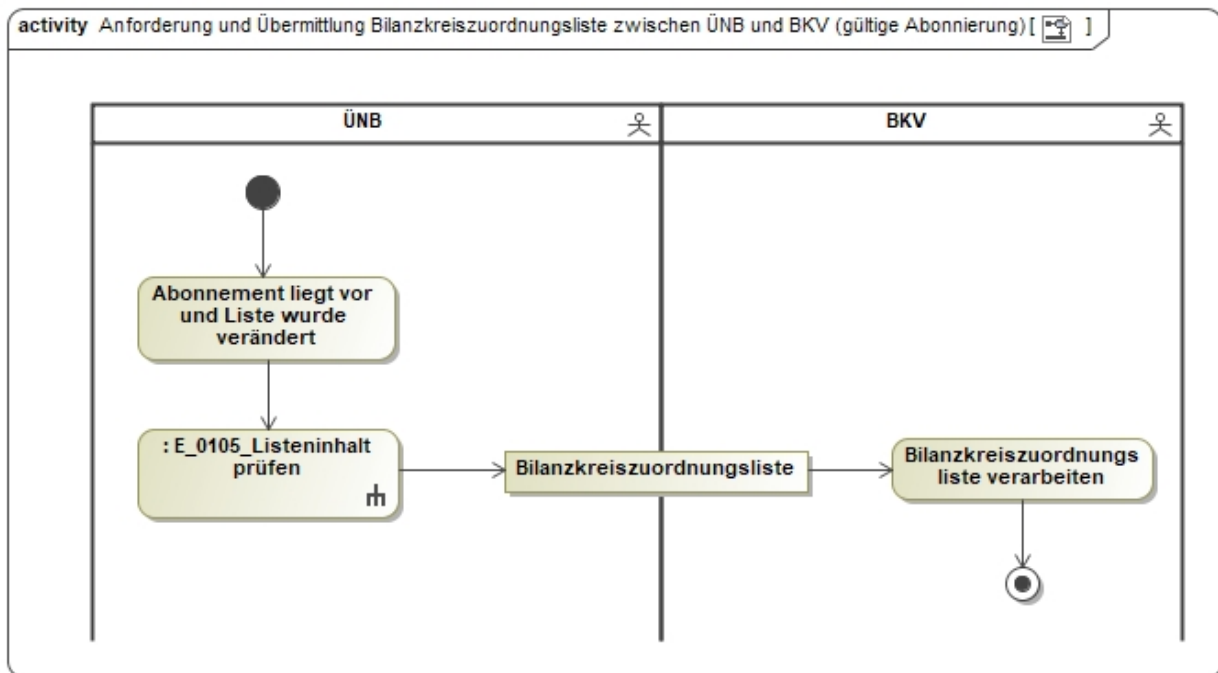 activity Anforderung und Übermittlung Bilanzkreiszuordnungsliste zwischen ÜNB und BKV (gültige Abonnierung) [ ]
ÜNB
BKV
Abonnement liegt vor
und Liste wurde
verändert
: E_0105_Listeninhalt
prüfen
Bilanzkreiszuordnungsliste
Bilanzkreiszuordnungs
liste verarbeiten